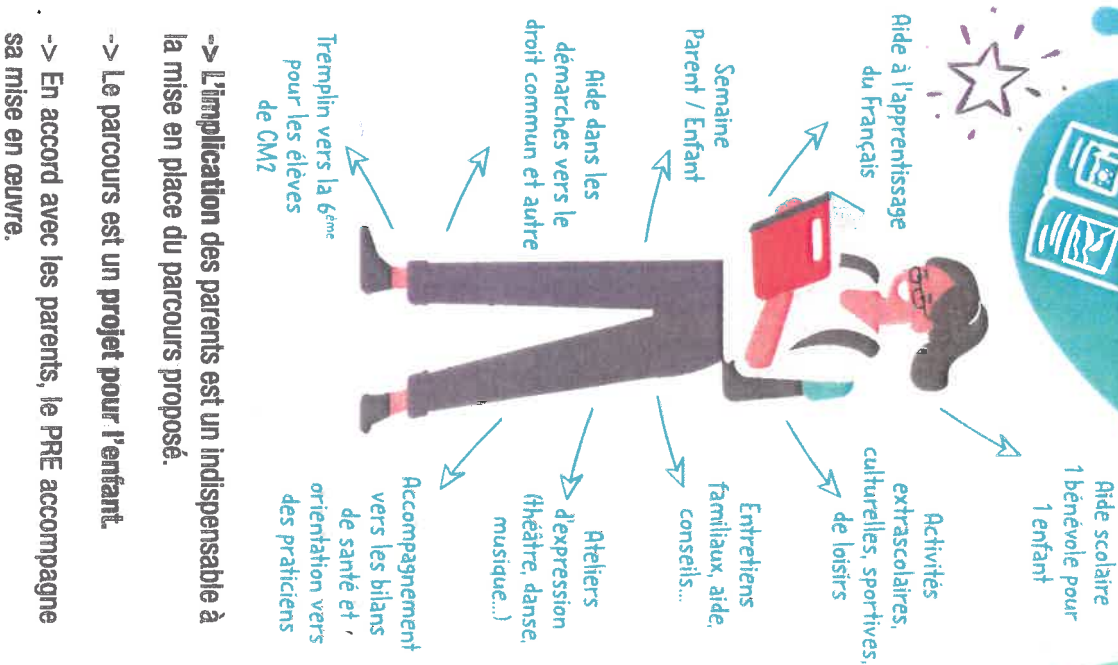 Aide scolaire
1 bénévole pour
1 enfant
Aide à l'apprentissage
du Français
Activités
extrascolaires,
culturelles, sportives,
de loisirs
Semaine
Parent / Enfant
Entretiens
familiaux, aide,
conseils...
Aide dans les
démarches vers le
droit commun et autre
Ateliers
d'expression
(théâtre, danse,
musique...)
Tremplin vers la 6ème
pour les élèves
de CM2
Accompagnement
vers les bilans
de santé et
orientation vers
des praticiens
-> L'implication des parents est un indispensable à
la mise en place du parcours proposé.
-> Le parcours est un projet pour l'enfant.
-> En accord avec les parents, le PRE accompagne
sa mise en œuvre.